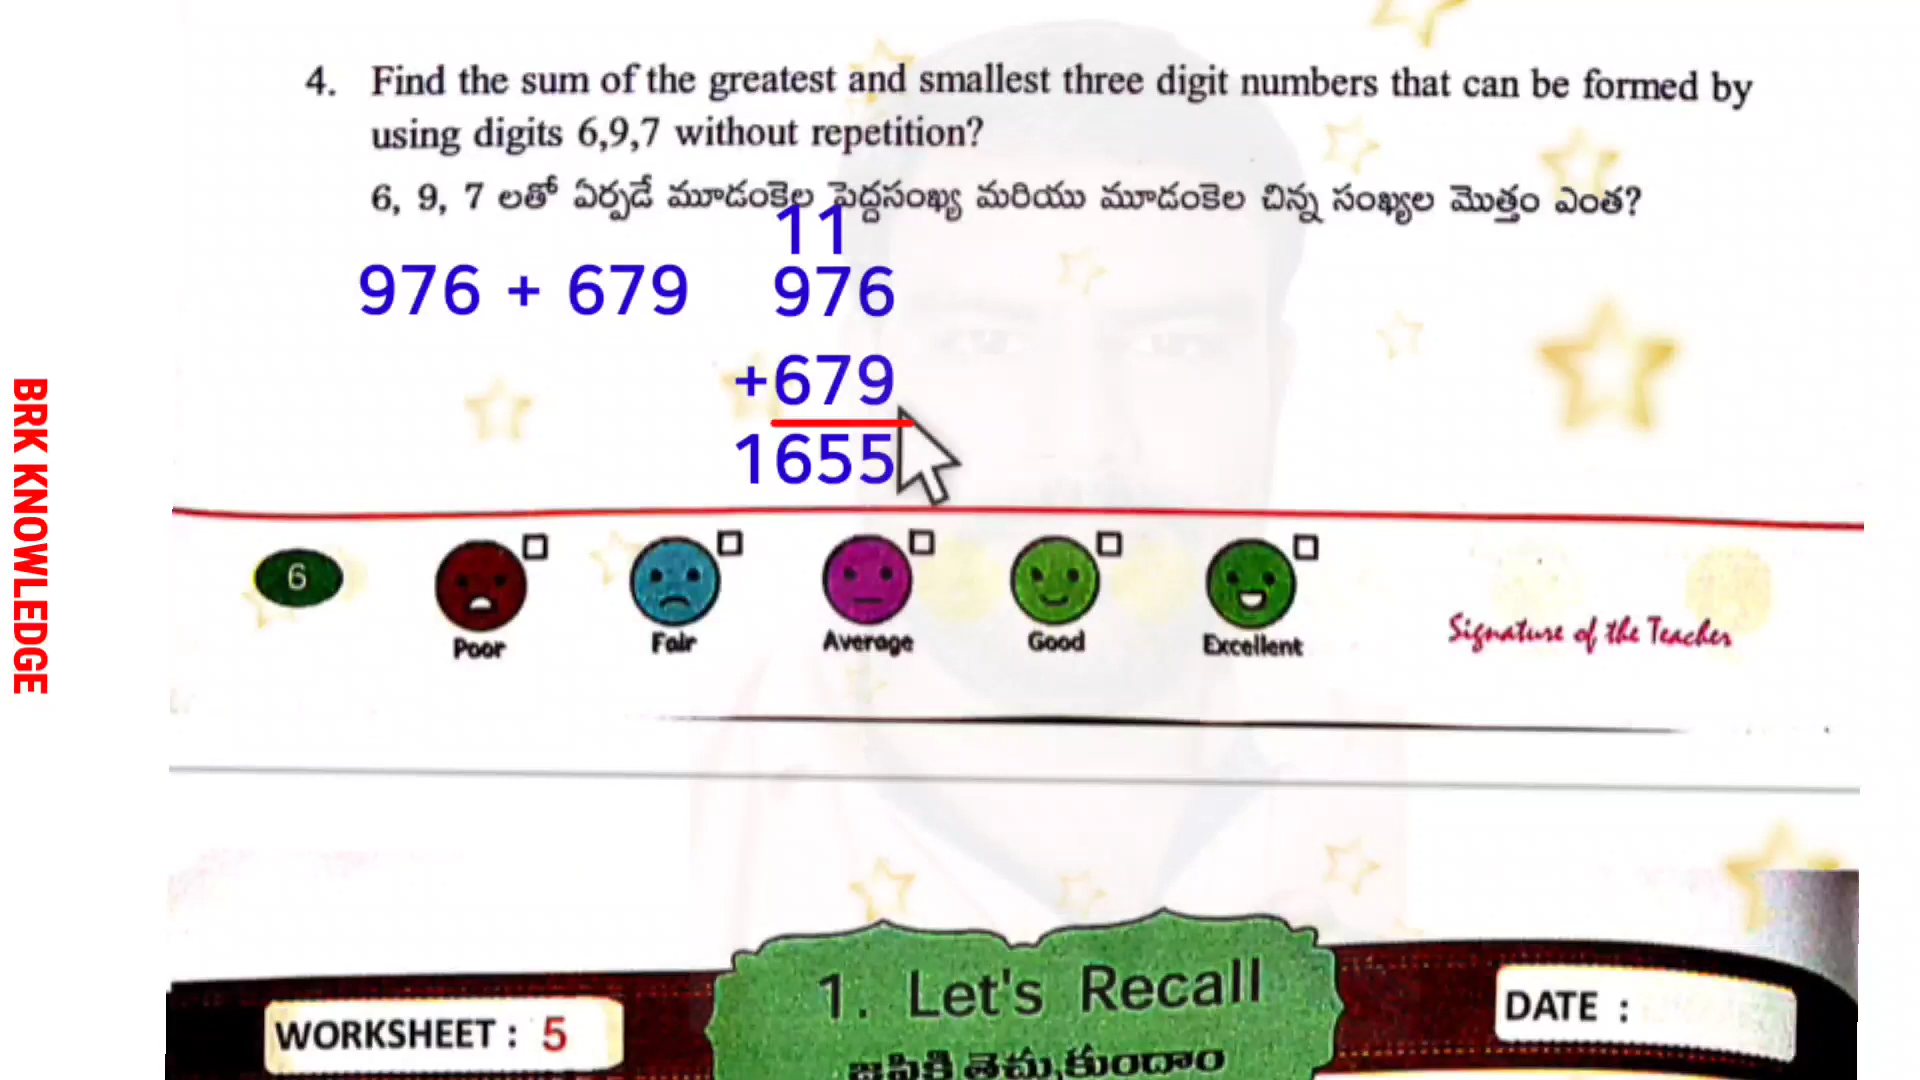 4. Find the sum of the greatest and smallest three digit numbers that can be formed by
using digits 6,9,7 without repetition?
6, 9, 7 లతో ఏర్పడే మూడంకెల పెద్దసంఖ్య మరియు మూడంకెల చిన్న సంఖ్యల మొత్తం ఎంత?
11
976 + 679 976
+679
1655
BRK KNOWLEDGE
6
Poor Fair Average Good Excellent
Signature of the Teacher
1. Let's Recall
WORKSHEET : 5
DATE :
జప్తికి తెచ్చుకుందాం